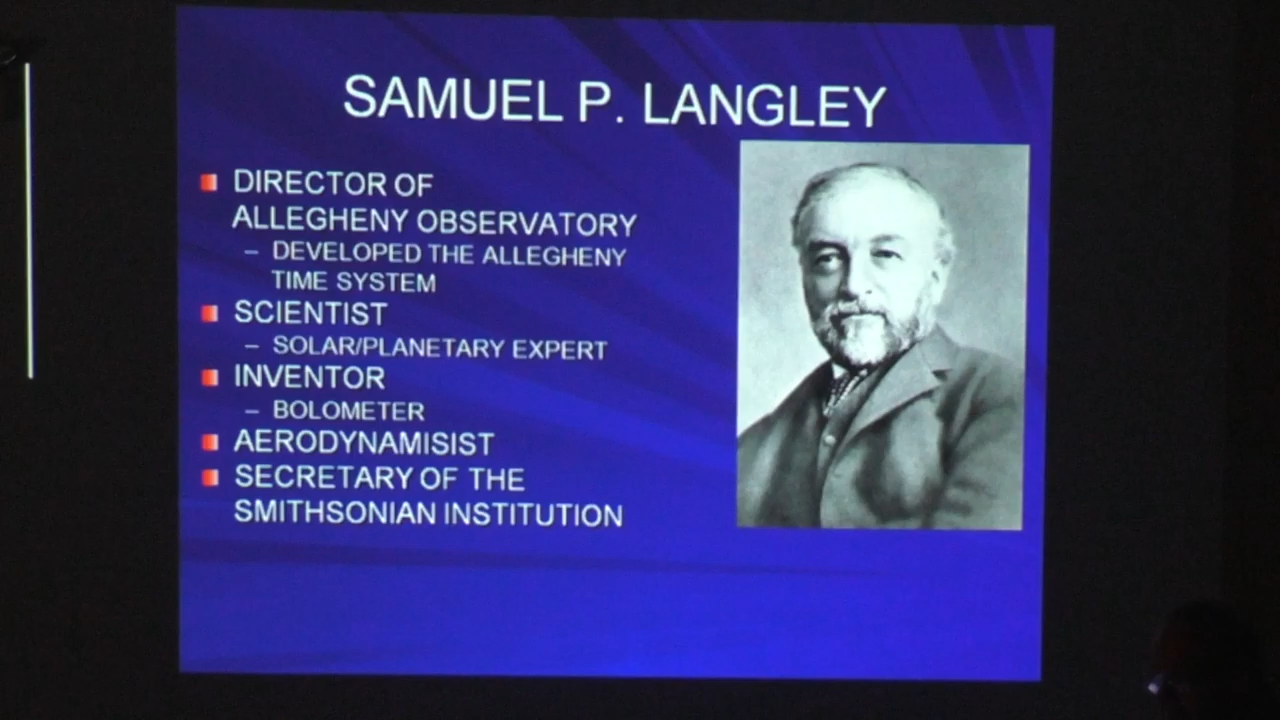 SAMUEL P. LANGLEY
DIRECTOR OF
ALLEGHENY OBSERVATORY
– DEVELOPED THE ALLEGHENY
TIME SYSTEM
SCIENTIST
– SOLAR/PLANETARY EXPERT
INVENTOR
– BOLOMETER
AERODYNAMISIST
SECRETARY OF THE
SMITHSONIAN INSTITUTION